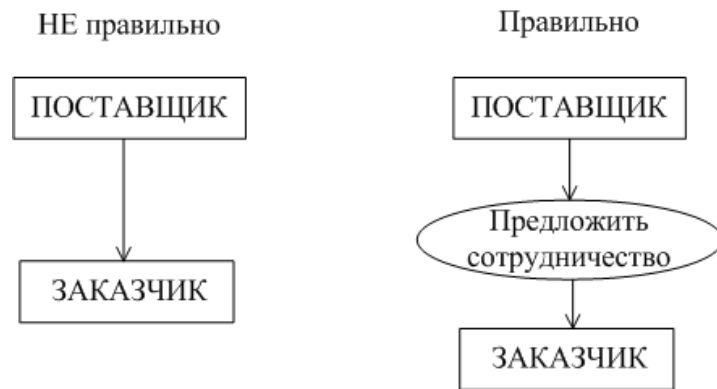 НЕ правильно
ПОСТАВЩИК
ЗАКАЗЧИК
Правильно
ПОСТАВЩИК
Предложить
сотрудничество
ЗАКАЗЧИК